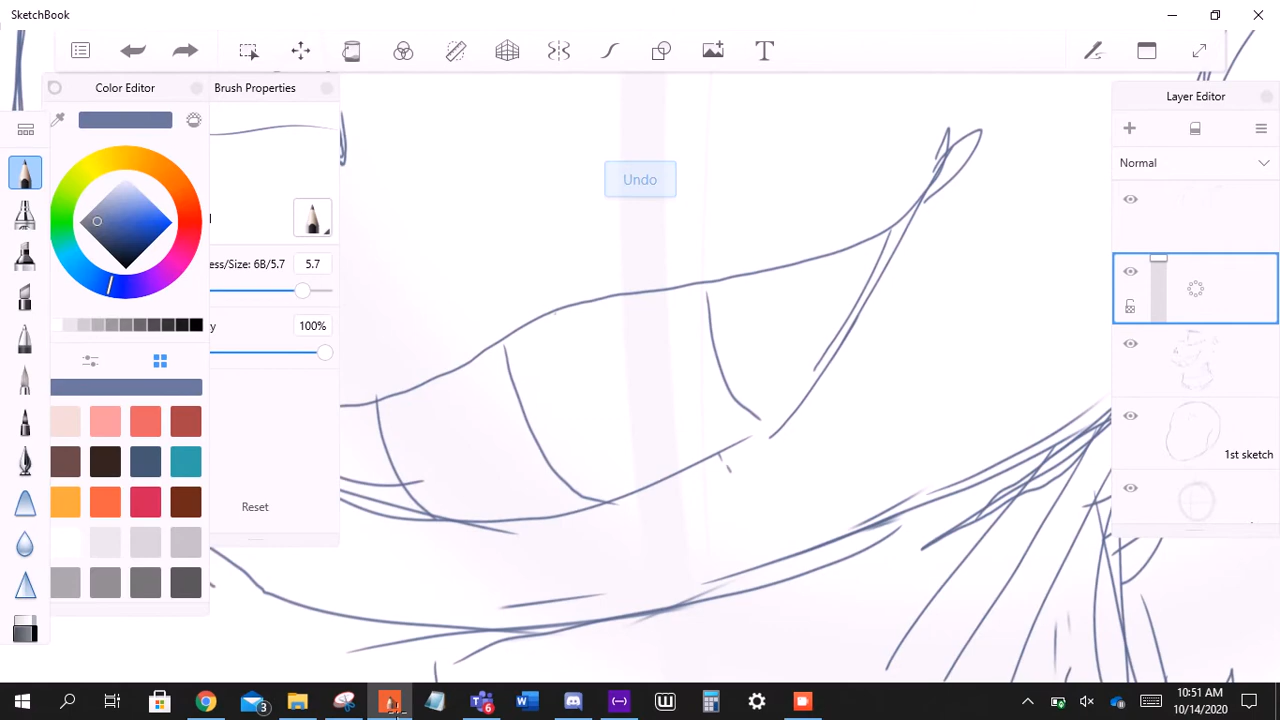 SketchBook
T
Color Editor
Brush Properties
Layer Editor
Undo
Normal
ess/Size: 6B/5.7
5.7
y
100%
Reset
1st sketch
3
6
W
W
10:51 AM
10/14/2020